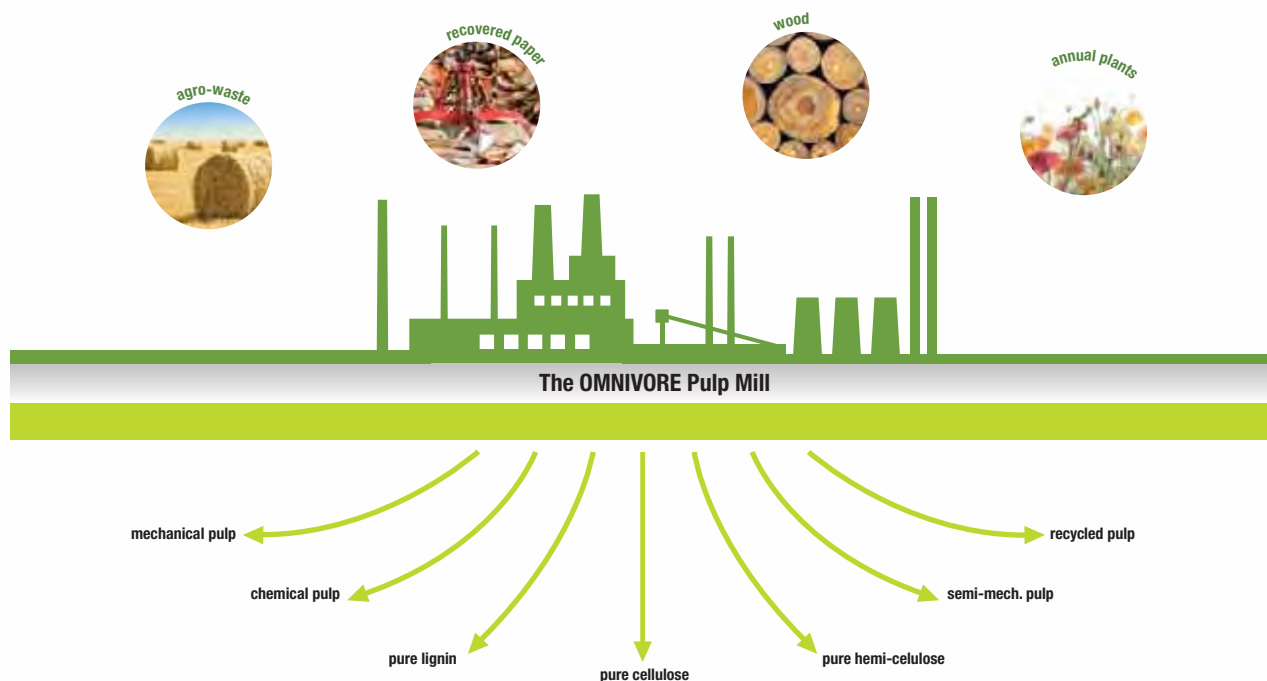 wood
recovered paper
annual plants
agro-waste
The OMNIVORE Pulp Mill
mechanical pulp
recycled pulp
chemical pulp
semi-mech. pulp
pure lignin
pure hemi-celulose
pure cellulose